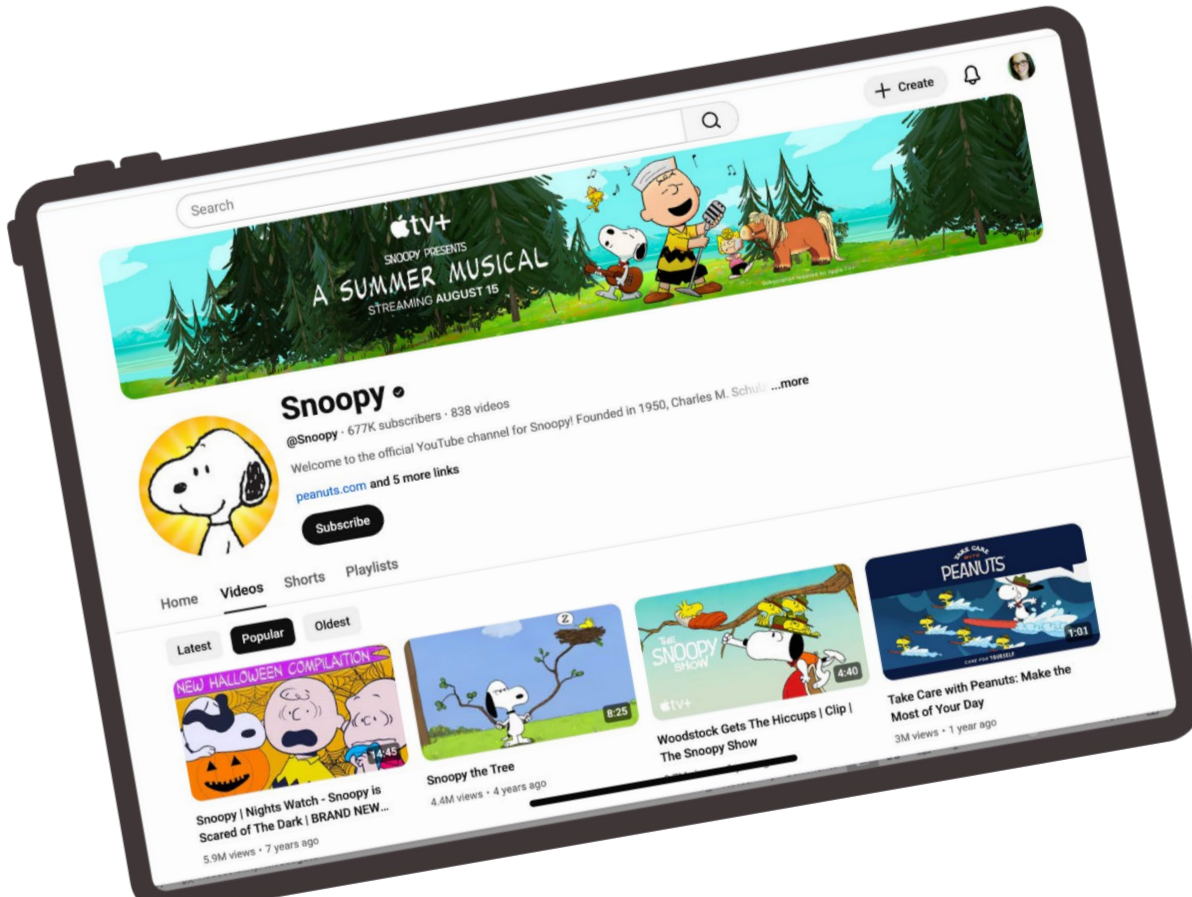 Search
+ Create
tv+
SNOOPY PRESENTS
A SUMMER MUSICAL
STREAMING AUGUST 15
Snoopy
@Snoopy · 677K subscribers · 838 videos
Welcome to the official YouTube channel for Snoopy! Founded in 1950, Charles M. Schulz ...more
peanuts.com and 5 more links
Subscribe
Home Videos Shorts Playlists
Latest Popular Oldest
NEW HALLOWEEN COMPILAITION
14:45
Snoopy | Nights Watch - Snoopy is
Scared of The Dark | BRAND NEW...
5.9M views • 7 years ago
Z
8:25
Snoopy the Tree
4.4M views • 4 years ago
THE
SNOOPY
SHOW
tv+
4:40
Woodstock Gets The Hiccups | Clip |
The Snoopy Show
TAKE CARE
WITH
PEANUTS
CARE FOR YOURSELF
1:01
Take Care with Peanuts: Make the
Most of Your Day
3M views • 1 year ago